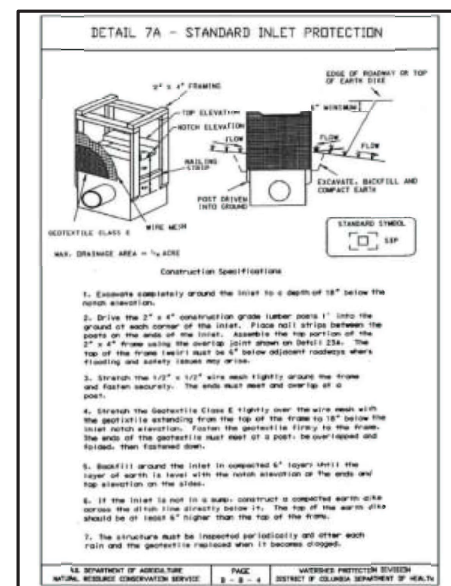 DETAIL 7A - STANDARD INLET PROTECTION
2" X 4" FRAMING
EDGE OF ROADWAY OR TOP
OF EARTH DIKE
TOP ELEVATION
6" MINIMUM
NOTCH ELEVATION
FLOW
FLOW
FLOW
NAILING
STRIP
EXCAVATE, BACKFILL AND
COMPACT EARTH
POST DRIVEN
INTO GROUND
WIRE MESH
GEOTEXTILE CLASS E
STANDARD SYMBOL
SIP
MAX. DRAINAGE AREA = ACRE
Construction Specifications
1. Excavate completely around the inlet to a depth of 18" below the
notch elevation.
2. Drive the 2" x 4" construction grade lumber posts 1' into the
ground at each corner of the inlet. Place nail strips between the
posts on the ends of the inlet. Assemble the top portion of the
2" x 4" frame using the overlap joint shown on Detail 23A. The
top of the frame (weir) must be 6" below adjacent roadways where
flooding and safety issues may arise.
3. Stretch the 1/2" x 1/2" wire mesh tightly around the frame
and fasten securely. The ends must meet and overlap at a
post.
4. Stretch the Geotextile Class E tightly over the wire mesh with
the geotextile extending from the top of the frame to 18" below the
inlet notch elevation. Fasten the geotextile firmly to the frame.
The ends of the geotextile must meet at a post, be overlapped and
folded, then fastened down.
5. Backfill around the inlet in compacted 6" layers until the
layer of earth is level with the notch elevation on the ends and
top elevation on the sides.
6. If the inlet is not in a sump, construct a compacted earth dike
across the ditch line directly below it. The top of the earth dike
should be at least 6" higher than the top of the frame.
7. The structure must be inspected periodically and after each
rain and the geotextile replaced when it becomes clogged.
U.S. DEPARTMENT OF AGRICULTURE
NATURAL RESOURCE CONSERVATION SERVICE
PAGE
B - 8 - 4
WATERSHED PROTECTION DIVISION
DISTRICT OF COLUMBIA DEPARTMENT OF HEALTH